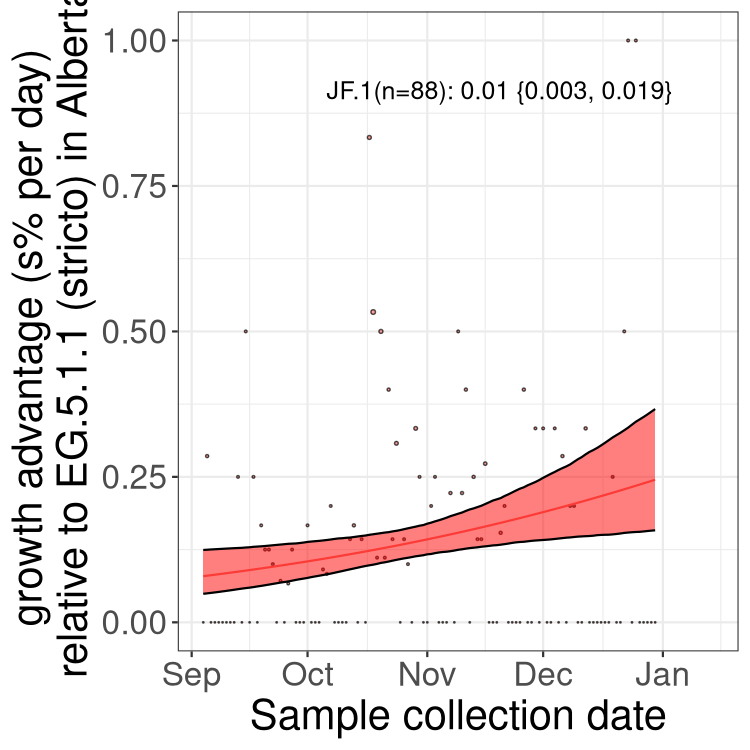 growth advantage (s% per day)
relative to EG.5.1.1 (stricto) in Alberta
1.00
0.75
0.50
0.25
0.00
JF.1(n=88): 0.01 {0.003, 0.019}
Sep Oct Nov Dec Jan
Sample collection date